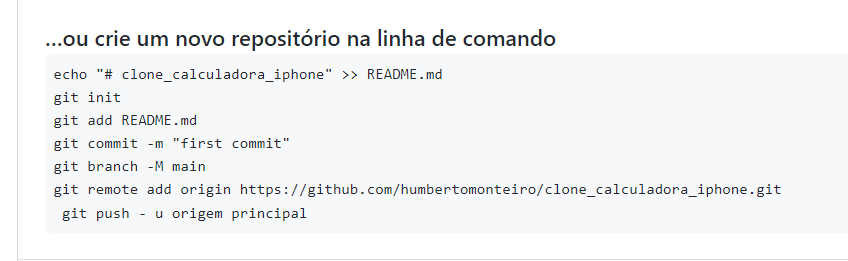 ...ou crie um novo repositório na linha de comando
echo "# clone_calculadora_iphone" >> README.md
git init
git add README.md
git commit -m "first commit"
git branch -M main
git remote add origin https://github.com/humbertomonteiro/clone_calculadora_iphone.git
git push - u origem principal